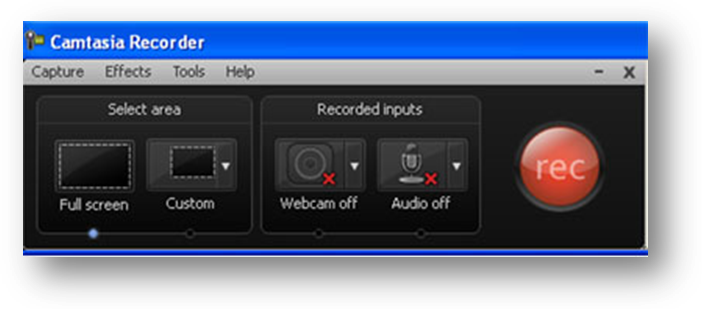 Camtasia Recorder
Capture Effects Tools Help
Select area
Full screen
Custom
Recorded inputs
Webcam off
Audio off
rec